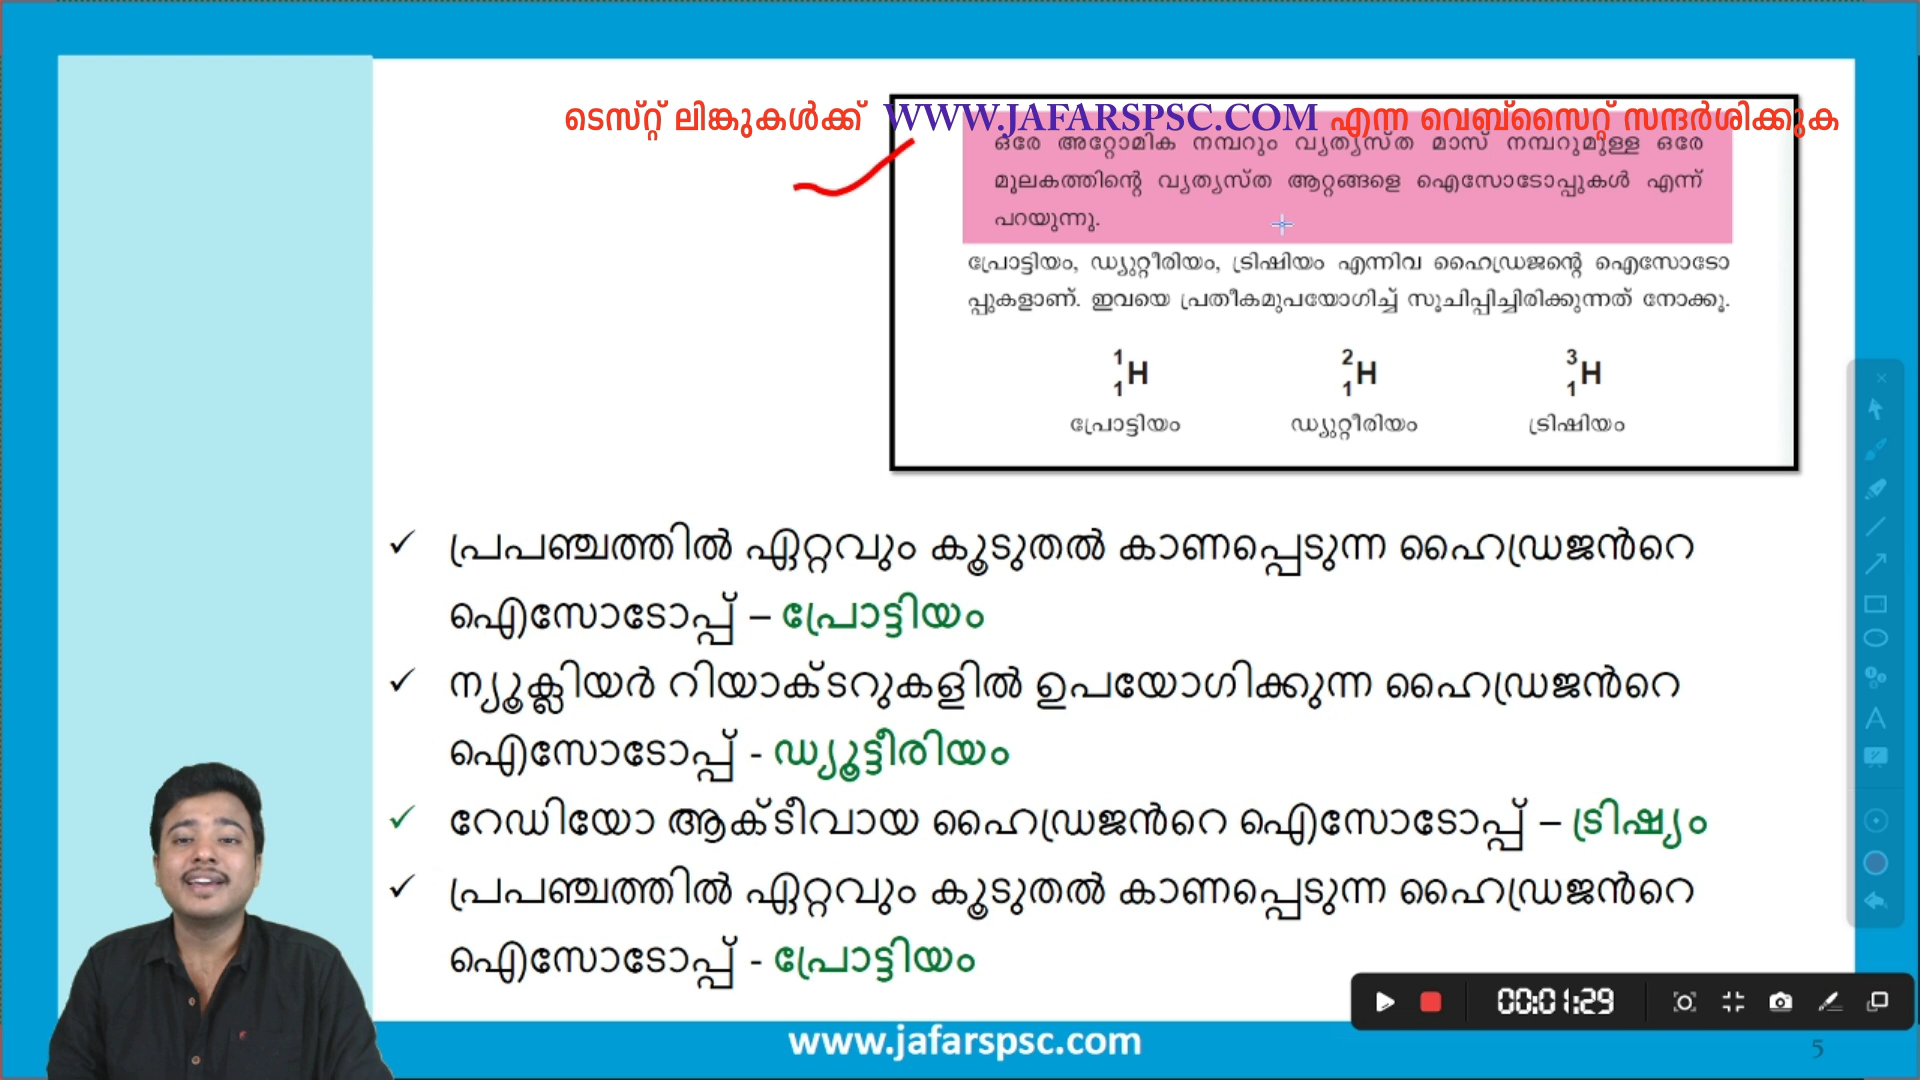 ടെസ്റ്റ് ലിങ്കുകൾക്ക് WWW.JAFARSPSC.COM എന്ന വെബ്സൈറ്റ് സന്ദർശിക്കുക
ഒരേ അറ്റോമിക നമ്പറും വ്യത്യസ്ത മാസ് നമ്പറുമുള്ള ഒരേ
മൂലകത്തിന്റെ വ്യത്യസ്ത ആറ്റങ്ങളെ ഐസോടോപ്പുകൾ എന്ന്
പറയുന്നു.
പ്രോട്ടിയം, ഡ്യുറ്റീരിയം, ട്രിഷിയം എന്നിവ ഹൈഡ്രജന്റെ ഐസോടോ
പ്പുകളാണ്. ഇവയെ പ്രതീകമുപയോഗിച്ച് സൂചിപ്പിച്ചിരിക്കുന്നത് നോക്കൂ.
¹₁H ²₁H ³₁H
പ്രോട്ടിയം ഡ്യുറ്റീരിയം ട്രിഷിയം
✓ പ്രപഞ്ചത്തിൽ ഏറ്റവും കൂടുതൽ കാണപ്പെടുന്ന ഹൈഡ്രജൻറെ
ഐസോടോപ്പ് – പ്രോട്ടിയം
✓ ന്യൂക്ലിയർ റിയാക്ടറുകളിൽ ഉപയോഗിക്കുന്ന ഹൈഡ്രജൻറെ
ഐസോടോപ്പ് - ഡ്യൂട്ടീരിയം
✓ റേഡിയോ ആക്ടീവായ ഹൈഡ്രജൻറെ ഐസോടോപ്പ് – ട്രിഷ്യം
✓ പ്രപഞ്ചത്തിൽ ഏറ്റവും കൂടുതൽ കാണപ്പെടുന്ന ഹൈഡ്രജൻറെ
ഐസോടോപ്പ് - പ്രോട്ടിയം
00:01:29
www.jafarspsc.com
5